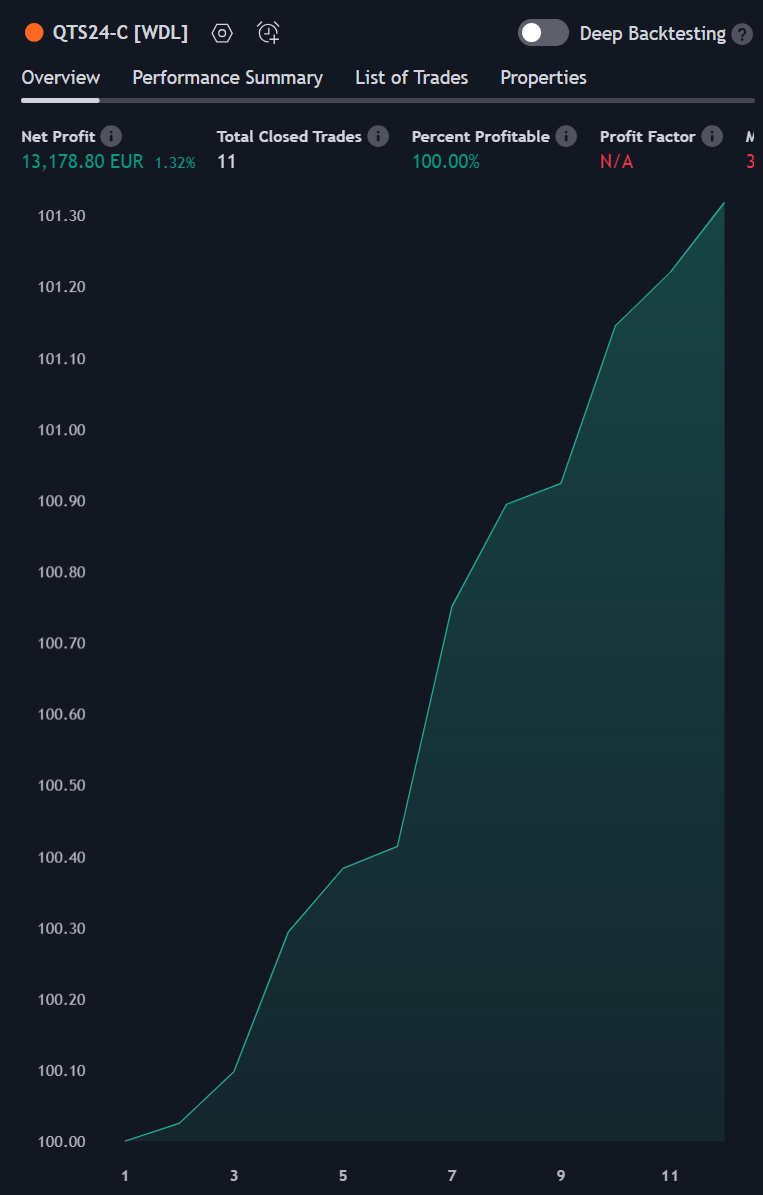 QTS24-C [WDL] Deep Backtesting ?
Overview Performance Summary List of Trades Properties
Net Profit Total Closed Trades Percent Profitable Profit Factor
13,178.80 EUR 1.32% 11 100.00% N/A 3
101.30
101.20
101.10
101.00
100.90
100.80
100.70
100.60
100.50
100.40
100.30
100.20
100.10
100.00
1 3 5 7 9 11